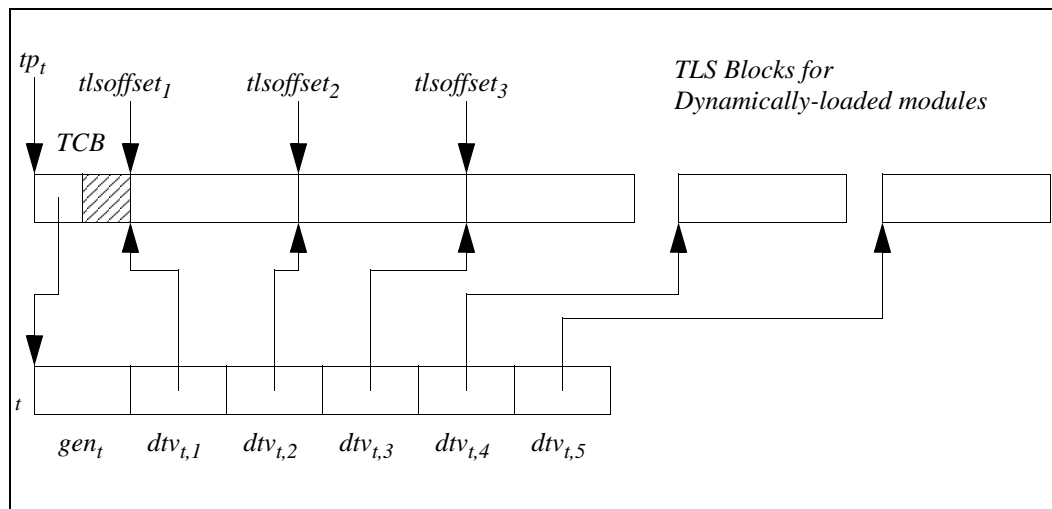 tp_t
tlsoffset_1 tlsoffset_2 tlsoffset_3
TLS Blocks for
Dynamically-loaded modules
TCB
t
gen_t dtv_t,1 dtv_t,2 dtv_t,3 dtv_t,4 dtv_t,5